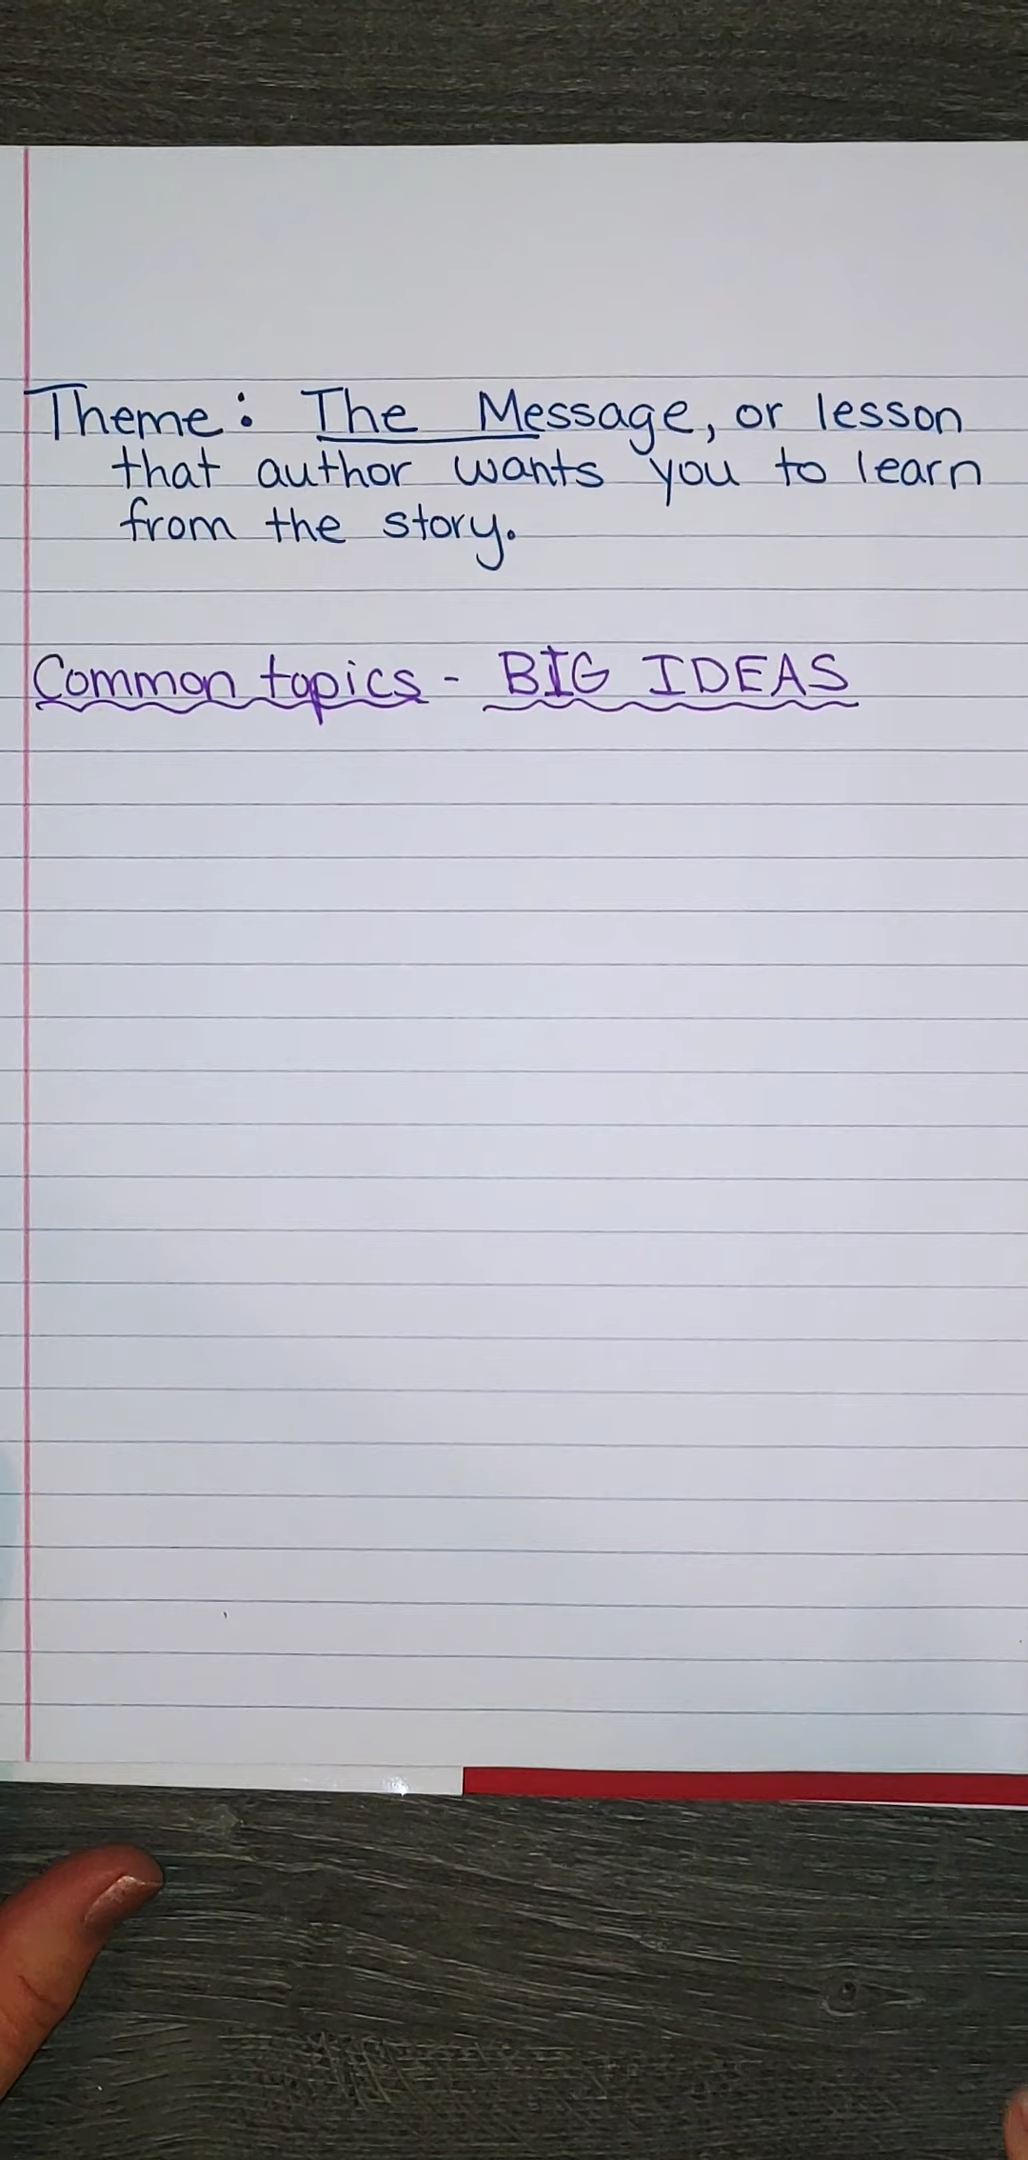 Theme: The Message, or lesson
that author wants you to learn
from the story.
Common topics - BIG IDEAS